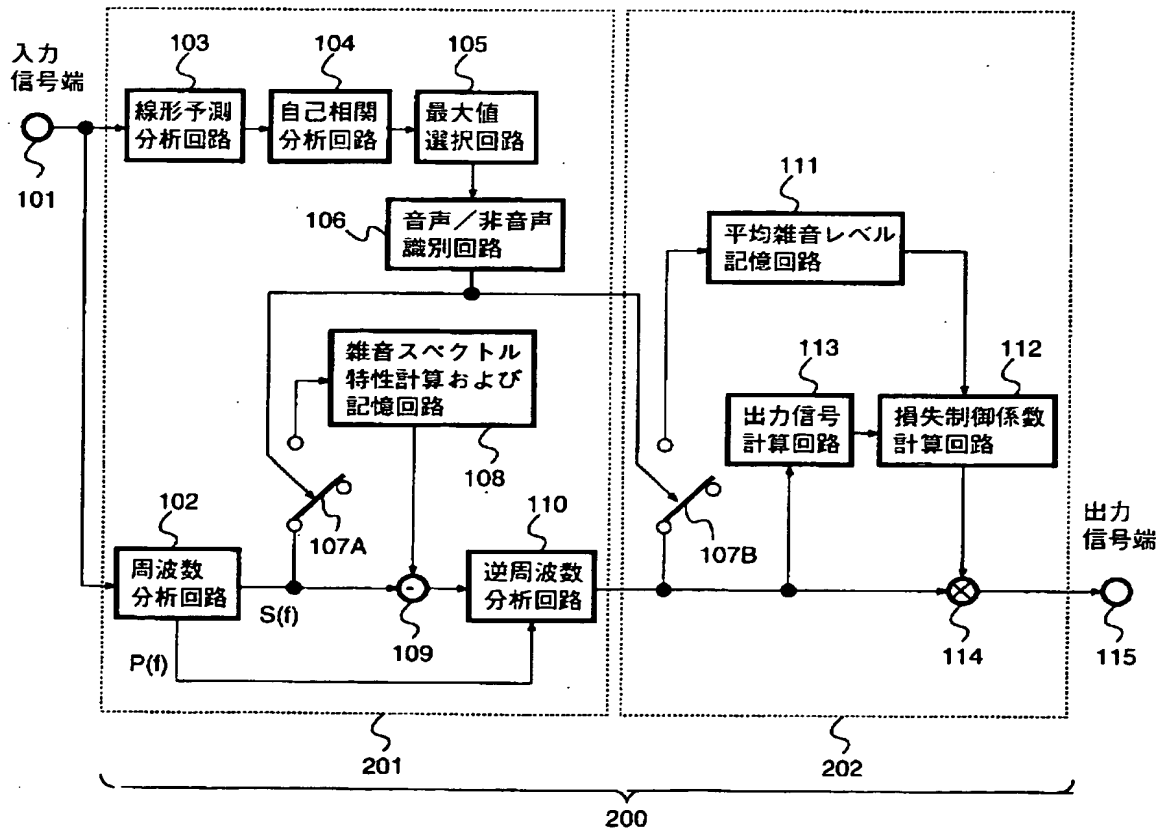 入力
信号端
101
103
線形予測
分析回路
104
自己相関
分析回路
105
最大値
選択回路
106
音声／非音声
識別回路
111
平均雑音レベル
記憶回路
雑音スペクトル
特性計算および
記憶回路
108
113
出力信号
計算回路
112
損失制御係数
計算回路
102
周波数
分析回路
107A
S(f)
P(f)
-
109
110
逆周波数
分析回路
107B
114
出力
信号端
115
201
202
200